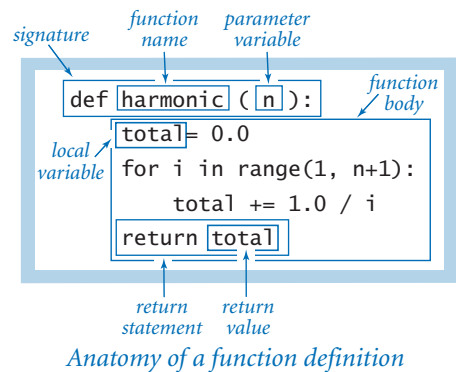 signature
function
name
parameter
variable
def harmonic ( n ):
function
body
total= 0.0
local
variable
for i in range(1, n+1):
total += 1.0 / i
return total
return
statement
return
value
Anatomy of a function definition